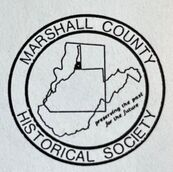 MARSHALL COUNTY
HISTORICAL SOCIETY
preserving the past
for the future